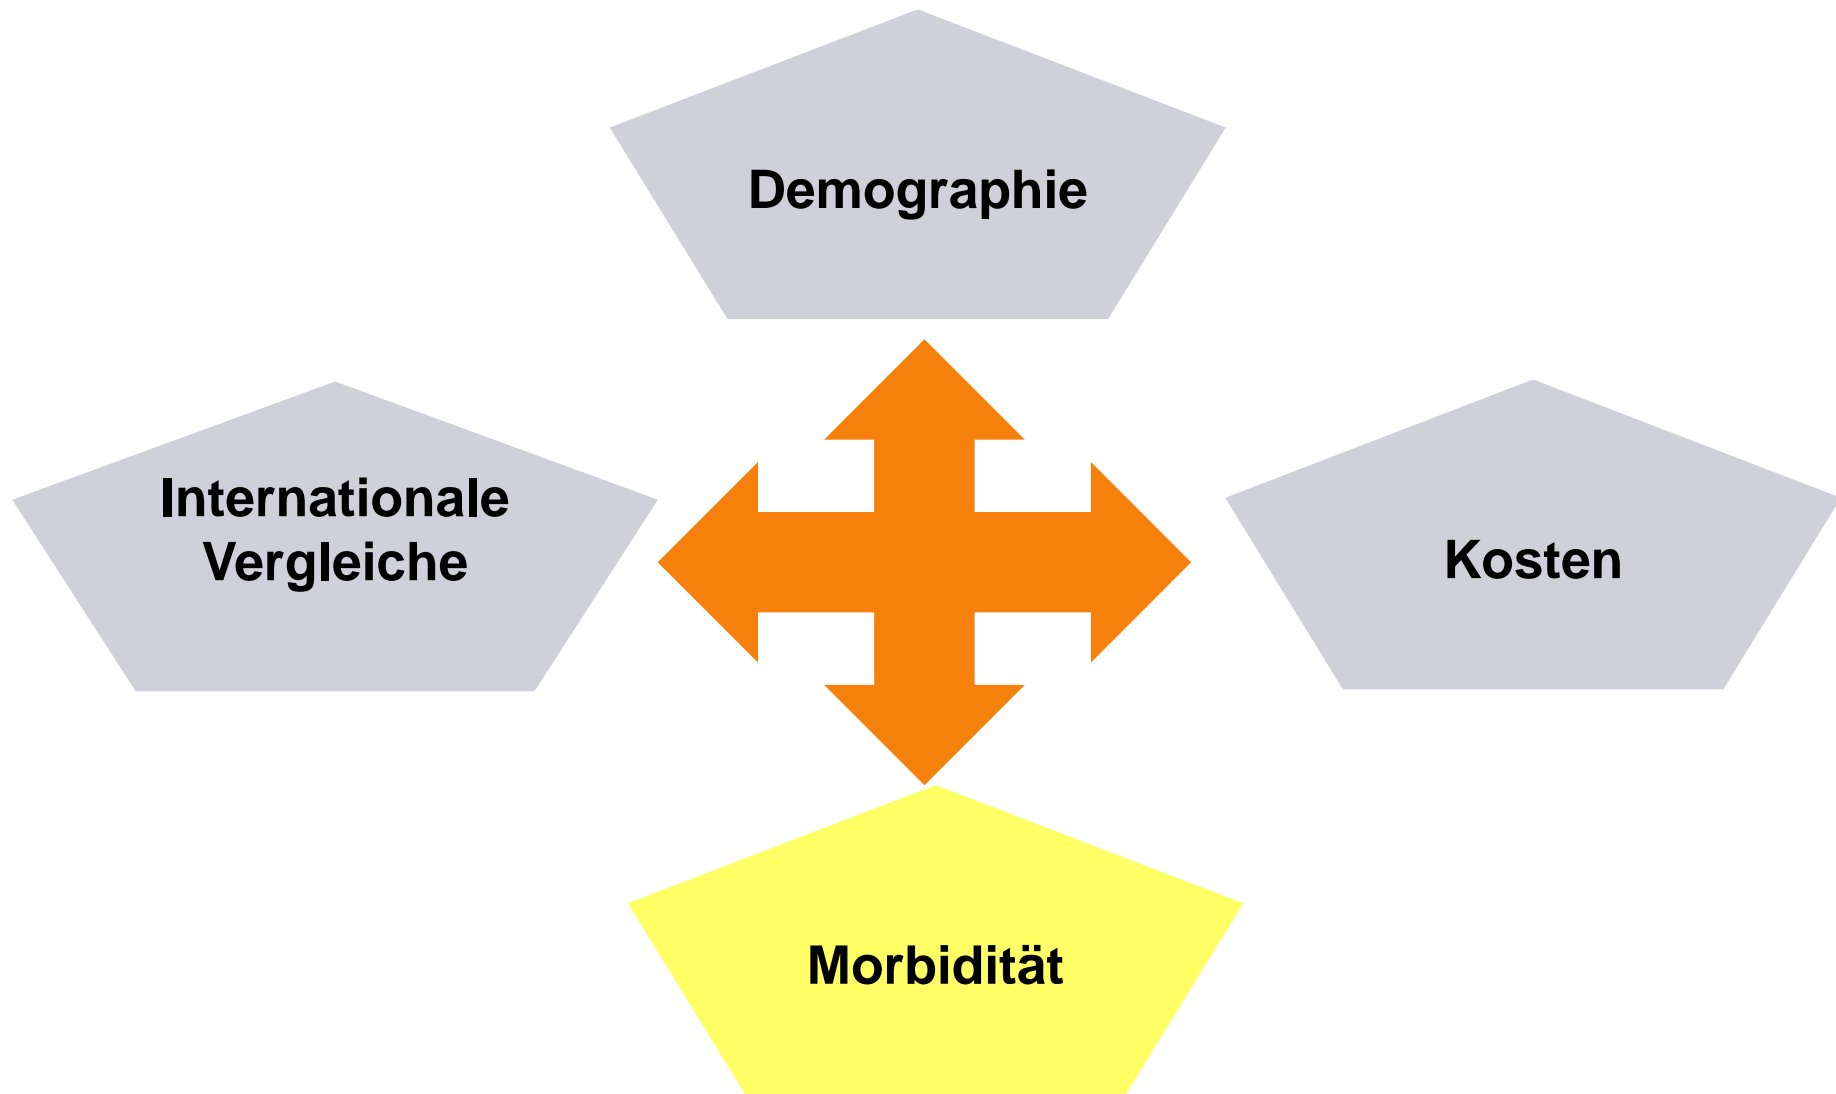 Demographie
Internationale
Vergleiche
Kosten
Morbidität